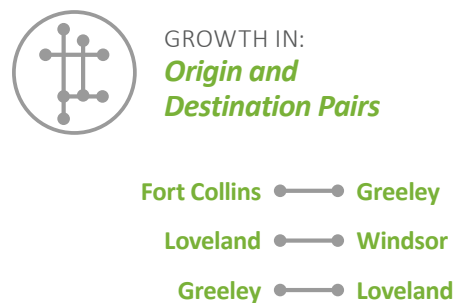 GROWTH IN:
Origin and
Destination Pairs
Fort Collins Greeley
Loveland Windsor
Greeley Loveland